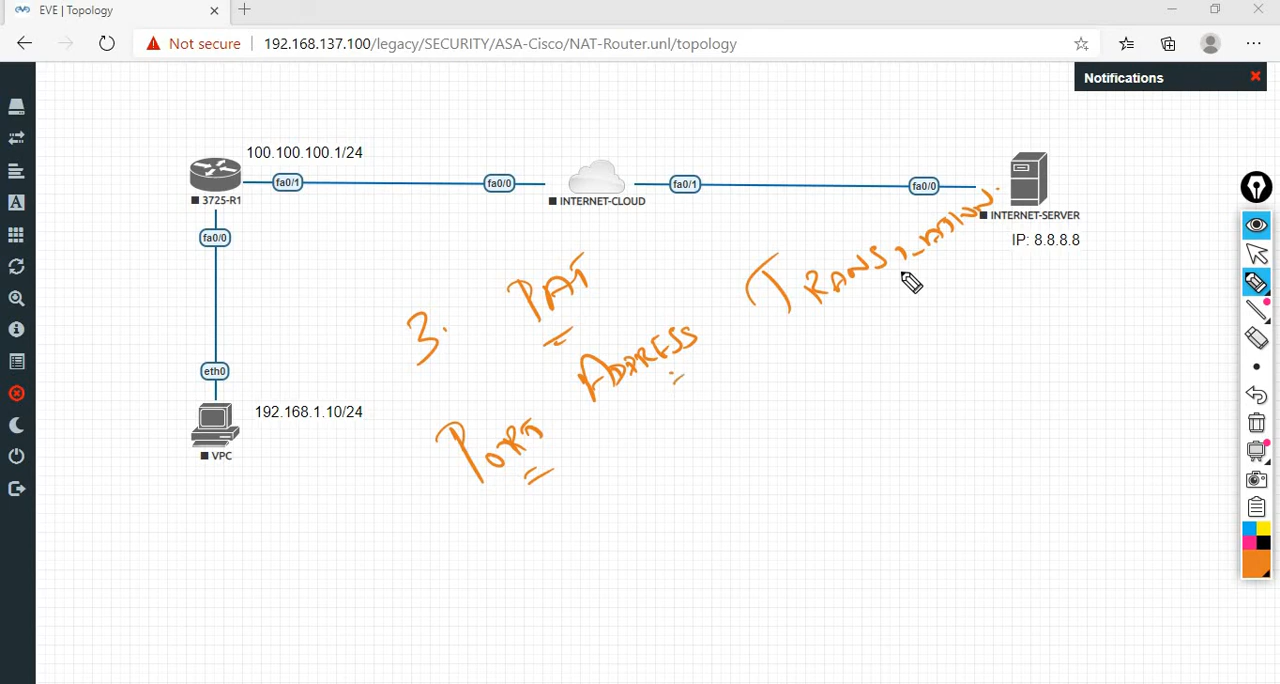 EVE | Topology
Not secure | 192.168.137.100/legacy/SECURITY/ASA-Cisco/NAT-Router.unl/topology
Notifications
100.100.100.1/24
fa0/1
fa0/0
fa0/1
fa0/0
3725-R1
INTERNET-CLOUD
INTERNET-SERVER
IP: 8.8.8.8
fa0/0
3. PAT
PORT ADDRESS TRANSLATION
eth0
192.168.1.10/24
VPC